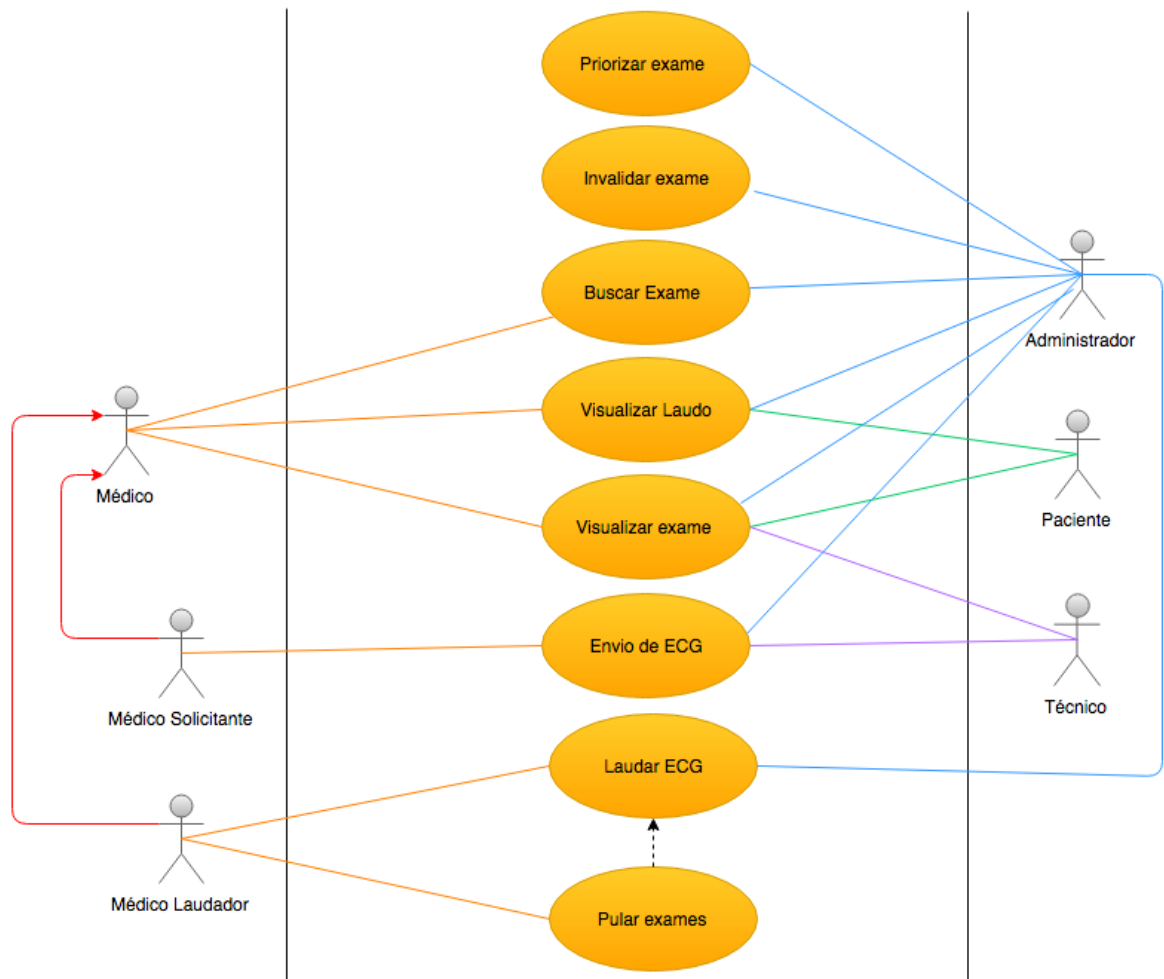 Priorizar exame
Invalidar exame
Buscar Exame
Administrador
Visualizar Laudo
Médico
Visualizar exame
Paciente
Envio de ECG
Médico Solicitante
Técnico
Laudar ECG
Médico Laudador
Pular exames